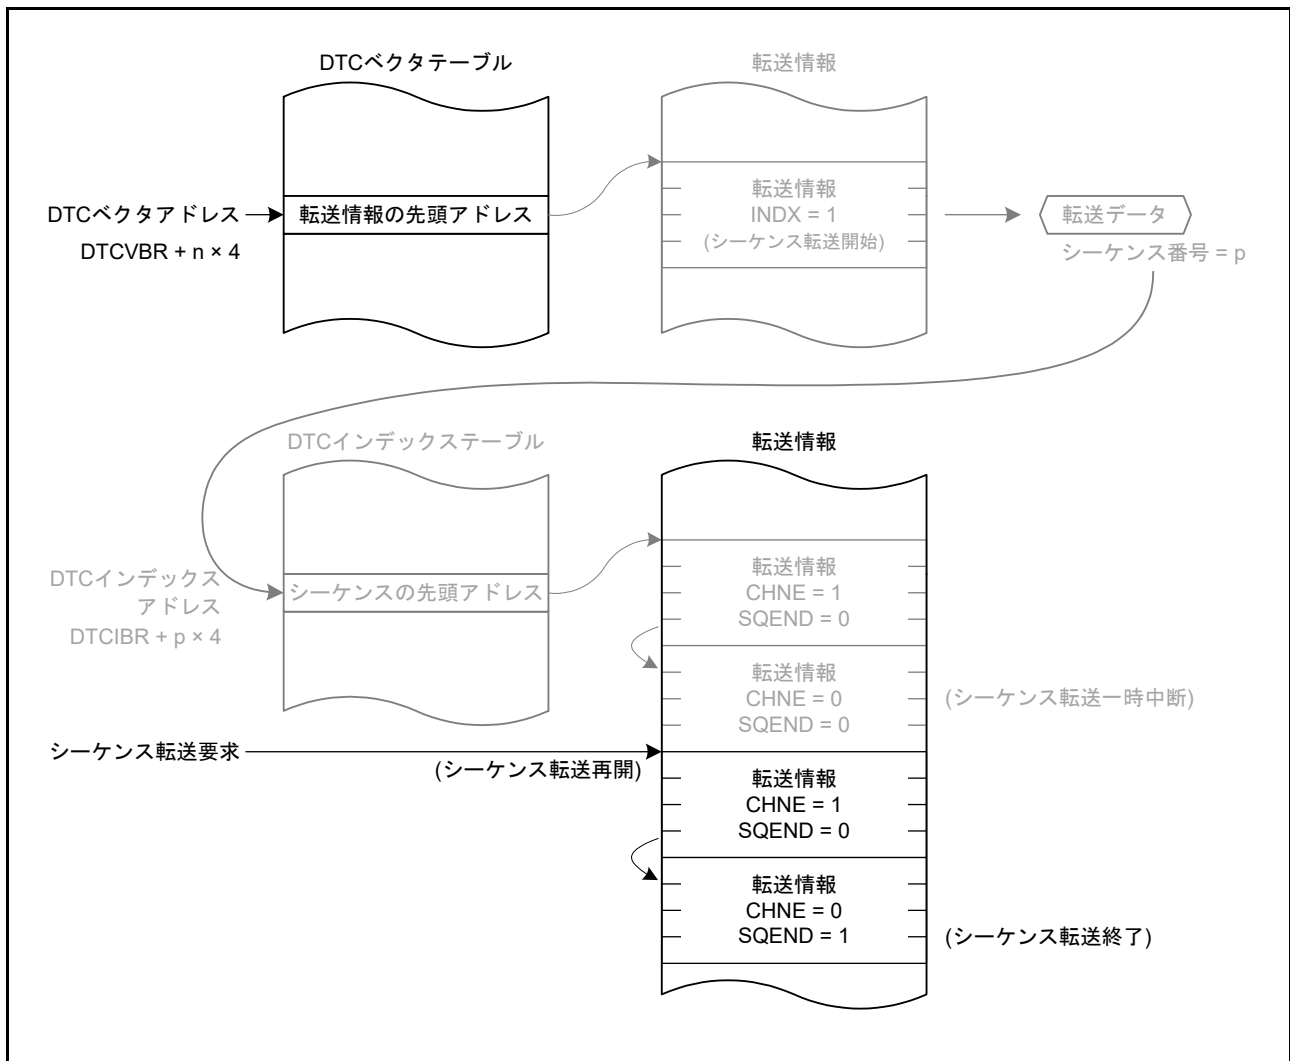 DTCベクタテーブル
転送情報
DTCベクタアドレス
DTCVBR + n × 4
転送情報の先頭アドレス
転送情報
INDX = 1
(シーケンス転送開始)
転送データ
シーケンス番号 = p
DTCインデックステーブル
転送情報
DTCインデックス
アドレス
DTCIBR + p × 4
シーケンスの先頭アドレス
転送情報
CHNE = 1
SQEND = 0
転送情報
CHNE = 0
SQEND = 0
(シーケンス転送一時中断)
シーケンス転送要求
(シーケンス転送再開)
転送情報
CHNE = 1
SQEND = 0
転送情報
CHNE = 0
SQEND = 1
(シーケンス転送終了)